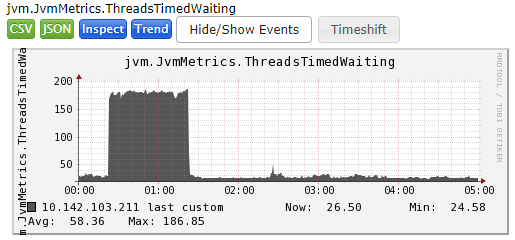 jvm.JvmMetrics.ThreadsTimedWaiting
CSV JSON Inspect Trend Hide/Show Events Timeshift
jvm.JvmMetrics.ThreadsTimedWaiting
m.JvmMetrics.ThreadsTimedWa
RRDTOOL / TOBI OETIKER
200
150
100
50
00:00 01:00 02:00 03:00 04:00 05:00
10.142.103.211 last custom Now: 26.50 Min: 24.58
Avg: 58.36 Max: 186.85